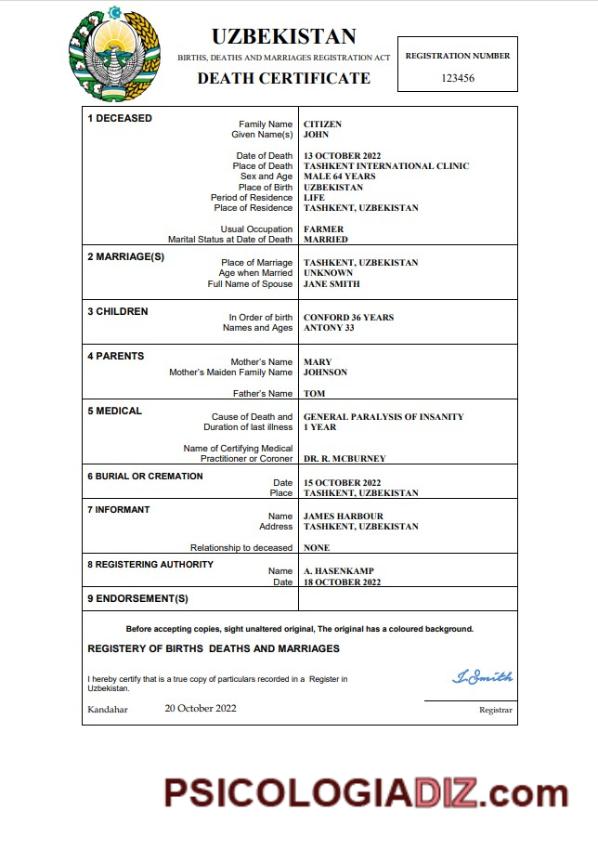 UZBEKISTAN
BIRTHS, DEATHS AND MARRIAGES REGISTRATION ACT
DEATH CERTIFICATE
REGISTRATION NUMBER
123456
1 DECEASED
Family Name CITIZEN
Given Name(s) JOHN
Date of Death 13 OCTOBER 2022
Place of Death TASHKENT INTERNATIONAL CLINIC
Sex and Age MALE 64 YEARS
Place of Birth UZBEKISTAN
Period of Residence LIFE
Place of Residence TASHKENT, UZBEKISTAN
Usual Occupation FARMER
Marital Status at Date of Death MARRIED
2 MARRIAGE(S)
Place of Marriage TASHKENT, UZBEKISTAN
Age when Married UNKNOWN
Full Name of Spouse JANE SMITH
3 CHILDREN
In Order of birth CONFORD 36 YEARS
Names and Ages ANTONY 33
4 PARENTS
Mother's Name MARY
Mother's Maiden Family Name JOHNSON
Father's Name TOM
5 MEDICAL
Cause of Death and GENERAL PARALYSIS OF INSANITY
Duration of last illness 1 YEAR
Name of Certifying Medical
Practitioner or Coroner DR. R. MCBURNEY
6 BURIAL OR CREMATION
Date 15 OCTOBER 2022
Place TASHKENT, UZBEKISTAN
7 INFORMANT
Name JAMES HARBOUR
Address TASHKENT, UZBEKISTAN
Relationship to deceased NONE
8 REGISTERING AUTHORITY
Name A. HASENKAMP
Date 18 OCTOBER 2022
9 ENDORSEMENT(S)
Before accepting copies, sight unaltered original, The original has a coloured background.
REGISTERY OF BIRTHS DEATHS AND MARRIAGES
I hereby certify that is a true copy of particulars recorded in a Register in
Uzbekistan.
J.Smith
Kandahar 20 October 2022
Registrar
PSICOLOGIADIZ.com